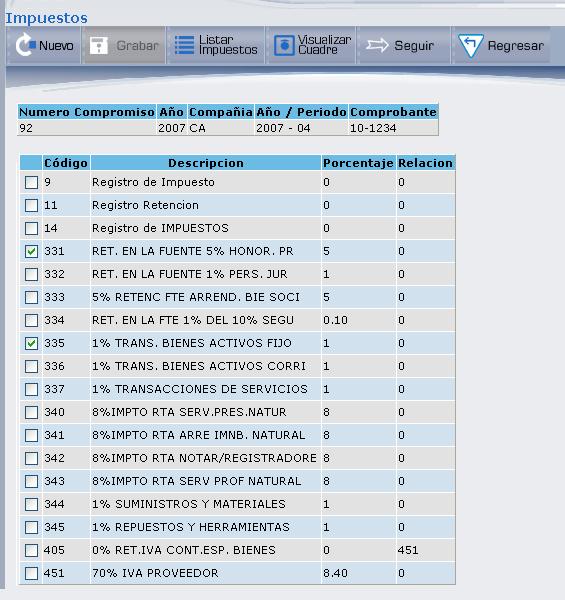 Impuestos
Nuevo Grabar Listar Impuestos Visualizar Cuadre Seguir Regresar
Numero Compromiso Año Compañia Año / Periodo Comprobante
92 2007 CA 2007 - 04 10-1234
Código Descripcion Porcentaje Relacion
9 Registro de Impuesto 0 0
11 Registro Retencion 0 0
14 Registro de IMPUESTOS 0 0
331 RET. EN LA FUENTE 5% HONOR. PR 5 0
332 RET. EN LA FUENTE 1% PERS. JUR 1 0
333 5% RETENC FTE ARREND. BIE SOCI 5 0
334 RET. EN LA FTE 1% DEL 10% SEGU 0.10 0
335 1% TRANS. BIENES ACTIVOS FIJO 1 0
336 1% TRANS. BIENES ACTIVOS CORRI 1 0
337 1% TRANSACCIONES DE SERVICIOS 1 0
340 8%IMPTO RTA SERV.PRES.NATUR 8 0
341 8%IMPTO RTA ARRE IMNB. NATURAL 8 0
342 8%IMPTO RTA NOTAR/REGISTRADORE 8 0
343 8%IMPTO RTA SERV PROF NATURAL 8 0
344 1% SUMINISTROS Y MATERIALES 1 0
345 1% REPUESTOS Y HERRAMIENTAS 1 0
405 0% RET.IVA CONT.ESP. BIENES 0 451
451 70% IVA PROVEEDOR 8.40 0